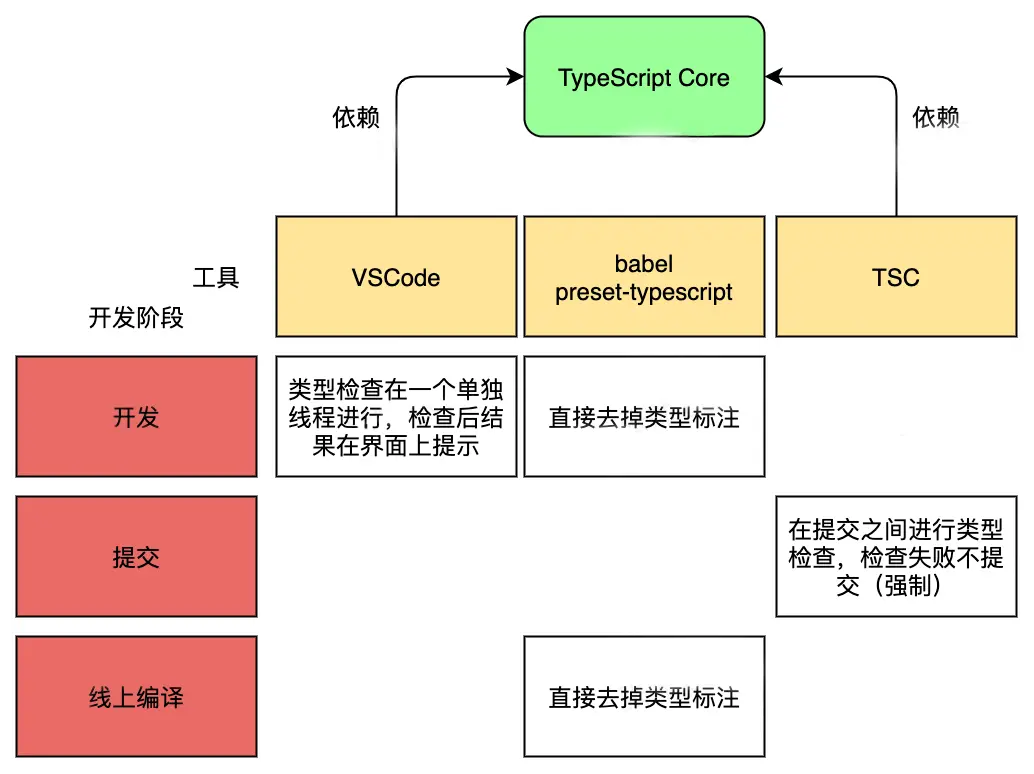 TypeScript Core
依赖
依赖
工具
VSCode
babel
preset-typescript
TSC
开发阶段
开发
类型检查在一个单独
线程进行，检查后结
果在界面上提示
直接去掉类型标注
提交
在提交之间进行类型
检查，检查失败不提
交（强制）
线上编译
直接去掉类型标注